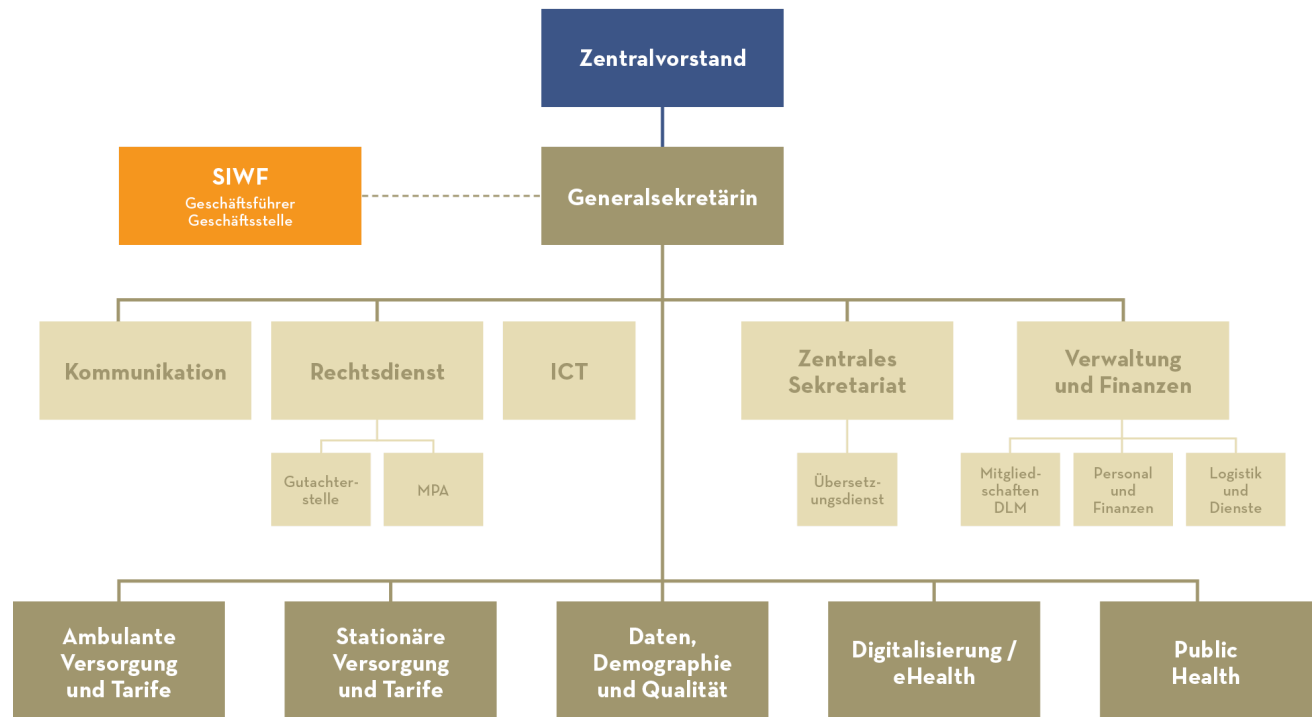 Zentralvorstand
SIWF
Geschäftsführer
Geschäftsstelle
Generalsekretärin
Kommunikation
Rechtsdienst
ICT
Zentrales
Sekretariat
Verwaltung
und Finanzen
Gutachter-
stelle
MPA
Übersetz-
ungsdienst
Mitglied-
schaften
DLM
Personal
und
Finanzen
Logistik
und
Dienste
Ambulante
Versorgung
und Tarife
Stationäre
Versorgung
und Tarife
Daten,
Demographie
und Qualität
Digitalisierung /
eHealth
Public
Health